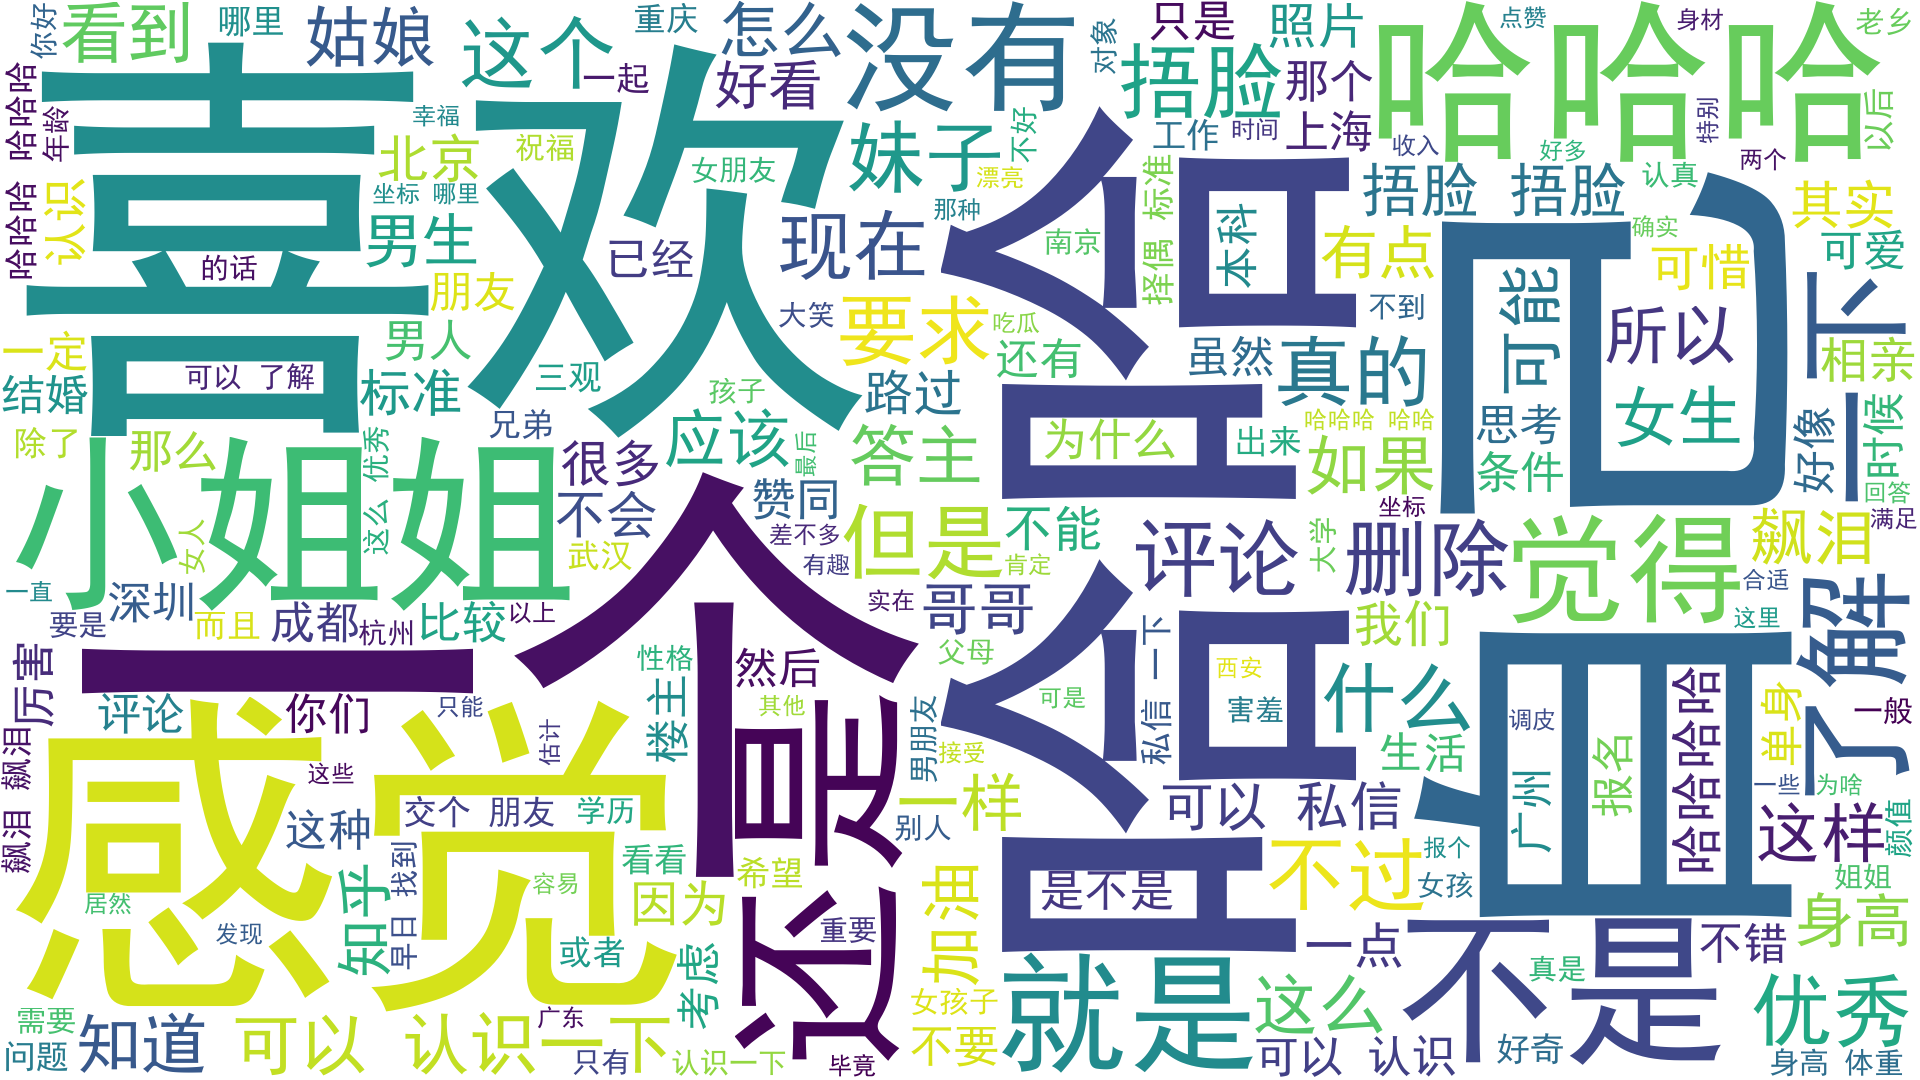 你好
看到
哪里
姑娘
这个
重庆
怎么
没有
对象
只是
照片
哈哈哈
点赞
身材
老乡
喜欢
一起
好看
捂脸
那个
以后
哈哈哈 哈哈哈
年龄
幸福
北京
祝福
女朋友
妹子
不好
工作
时间
上海
收入
好多
特别
两个
哈哈哈
认识
坐标 哪里
男生
漂亮
那种
择偶 标准
本科
捂脸 捂脸
认真
其实
的话
已经
现在
南京
哈哈
有点
确实
自己
可惜
可爱
朋友
大笑
要求
吃瓜
不到
可能
所以
一下
一定
男人
三观
还有
虽然
真的
相亲
结婚
可以 了解
标准
孩子
路过
哈哈哈 哈哈
思考
女生
除了
那么
兄弟
应该
最后
答主
为什么
出来
如果
条件
好像
时候
小姐姐
这么 优秀
很多
不会
赞同
但是
不能
坐标
回答
满足
女人
一个
武汉
差不多
有趣
肯定
评论
大学
删除
觉得
飙泪
合适
一直
深圳
要是
而且
成都
杭州
比较
以上
实在
哥哥
我们
这里
了解
厉害
性格
然后
父母
私信 一下
西安
害羞
什么
单身
一般
评论
你们
只能
楼主
其他
可是
生活
调皮
哈哈哈哈
飙泪 飙泪
感觉
这些
估计
还是
男朋友
接受
一样
可以 私信
广州
报名
而且
一些
为啥
这种
交个 朋友
学历
别人
这样
颜值
知乎
找到
看看
希望
不过
报个
女孩
姐姐
居然
容易
因为
加油
是不是
身高
发现
早日
或者
考虑
重要
一点
不是
不错
真是
需要
广东
女孩子
就是
这么
优秀
问题
知道
可以 认识一下
只有
认识一下
毕竟
不要
可以 认识
好奇
身高 体重